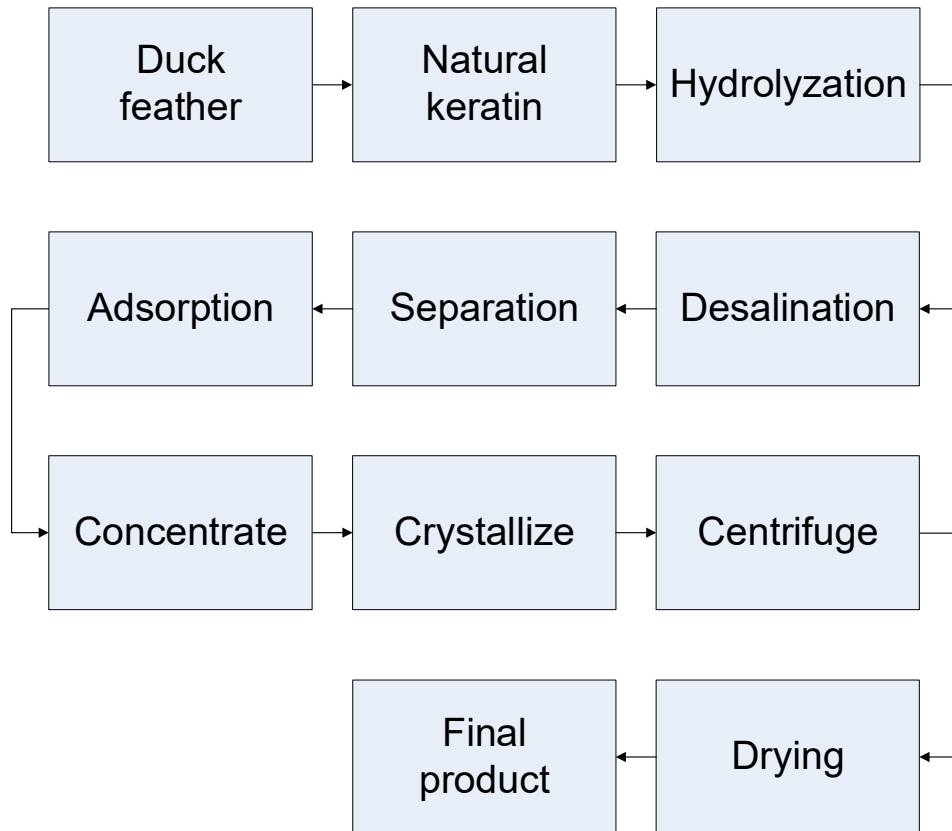 Duck
feather
Natural
keratin
Hydrolyzation
Adsorption
Separation
Desalination
Concentrate
Crystallize
Centrifuge
Final
product
Drying